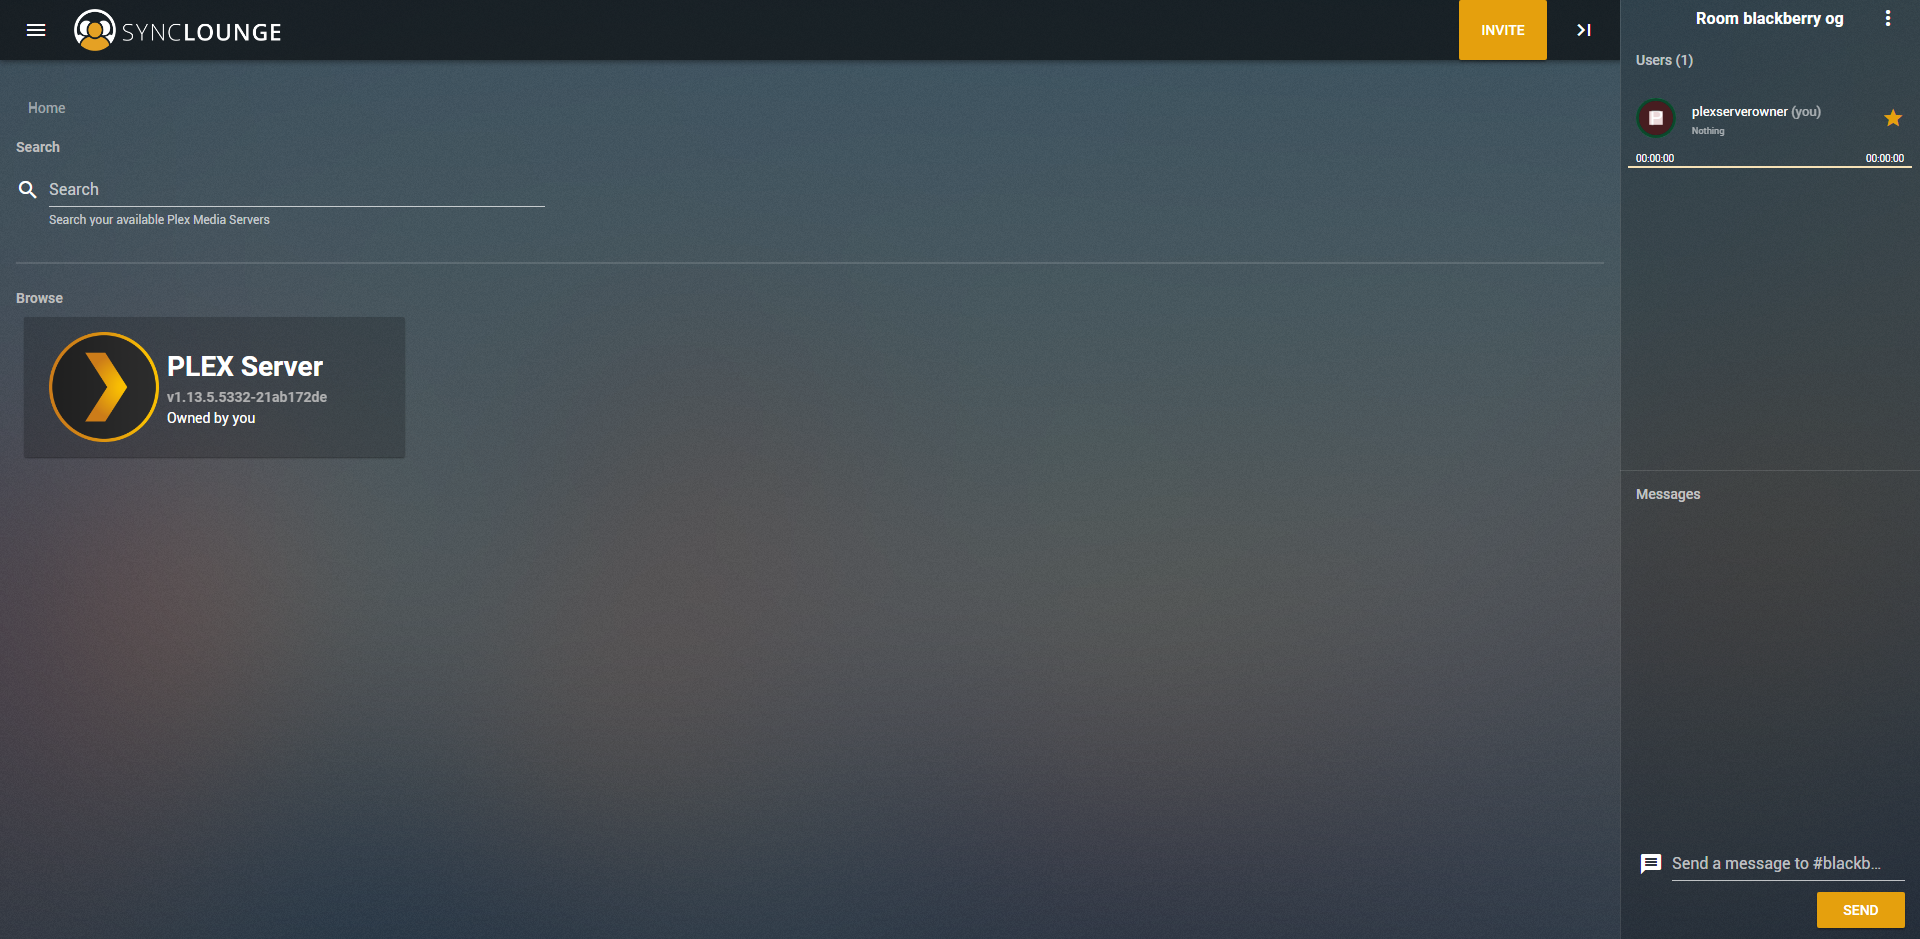 SYNCLOUNGE
INVITE
Home
Search
Search
Search your available Plex Media Servers
Browse
PLEX Server
v1.13.5.5332-21ab172de
Owned by you
Room blackberry og
Users (1)
P
plexserverowner (you)
Nothing
00:00:00 00:00:00
Messages
Send a message to #blackb...
SEND